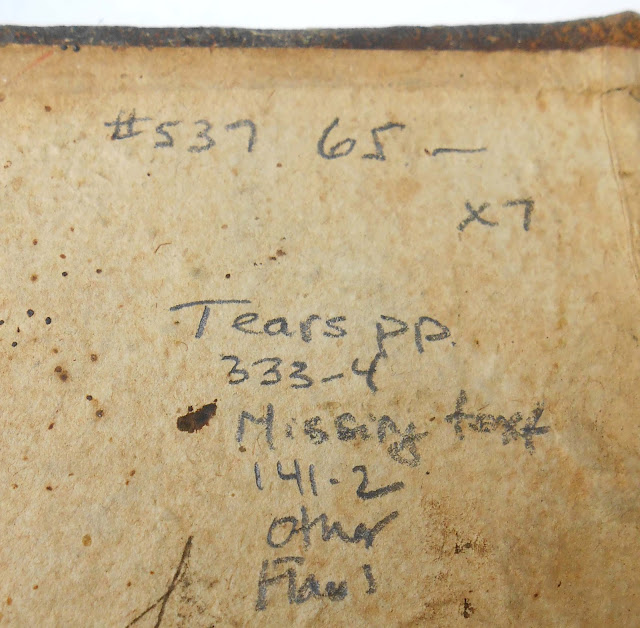 #537 65 —
x7
Tears pp.
333-4
Missing text
141-2
Other
Flaws